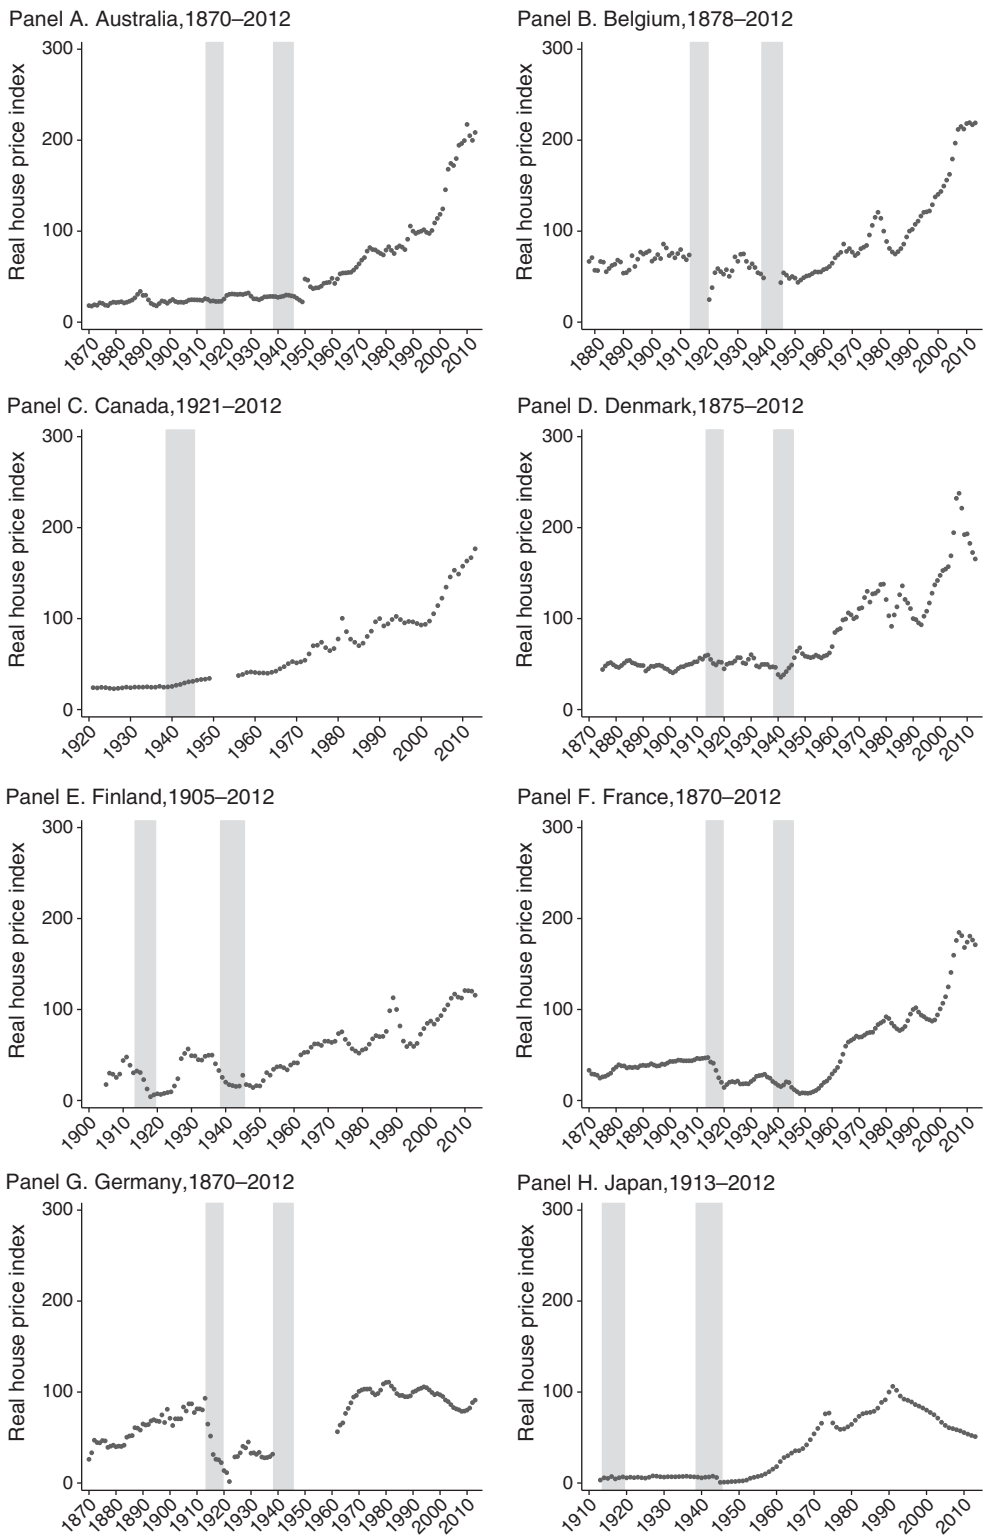 Panel A. Australia,1870–2012
Real house price index
300
200
100
0
1870 1880 1890 1900 1910 1920 1930 1940 1950 1960 1970 1980 1990 2000 2010
Panel B. Belgium,1878–2012
Real house price index
300
200
100
0
1880 1890 1900 1910 1920 1930 1940 1950 1960 1970 1980 1990 2000 2010
Panel C. Canada,1921–2012
Real house price index
300
200
100
0
1920 1930 1940 1950 1960 1970 1980 1990 2000 2010
Panel D. Denmark,1875–2012
Real house price index
300
200
100
0
1870 1880 1890 1900 1910 1920 1930 1940 1950 1960 1970 1980 1990 2000 2010
Panel E. Finland,1905–2012
Real house price index
300
200
100
0
1900 1910 1920 1930 1940 1950 1960 1970 1980 1990 2000 2010
Panel F. France,1870–2012
Real house price index
300
200
100
0
1870 1880 1890 1900 1910 1920 1930 1940 1950 1960 1970 1980 1990 2000 2010
Panel G. Germany,1870–2012
Real house price index
300
200
100
0
1870 1880 1890 1900 1910 1920 1930 1940 1950 1960 1970 1980 1990 2000 2010
Panel H. Japan,1913–2012
Real house price index
300
200
100
0
1910 1920 1930 1940 1950 1960 1970 1980 1990 2000 2010